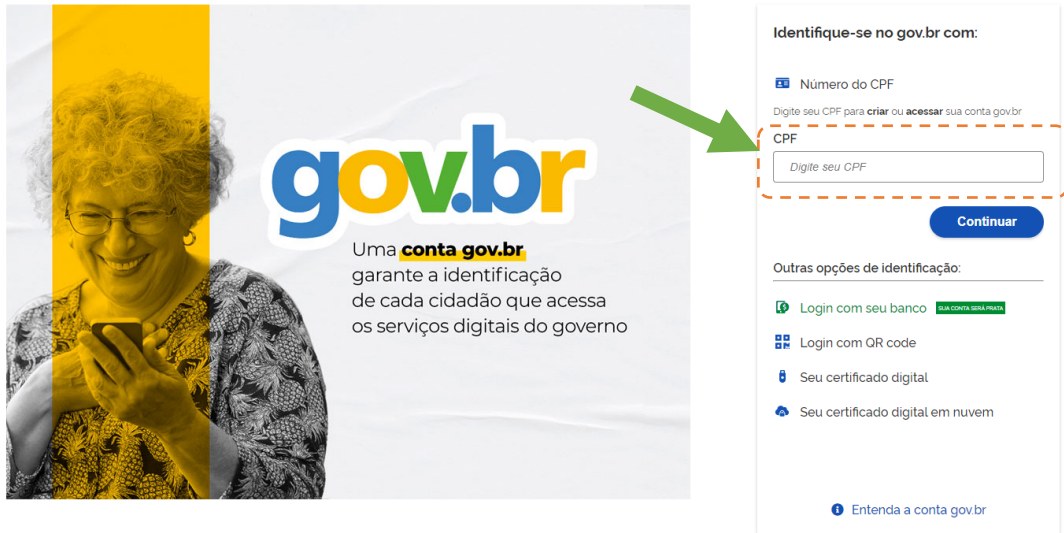 gov.br
Uma conta gov.br
garante a identificação
de cada cidadão que acessa
os serviços digitais do governo
Identifique-se no gov.br com:
Número do CPF
Digite seu CPF para criar ou acessar sua conta gov.br
CPF
Digite seu CPF
Continuar
Outras opções de identificação:
Login com seu banco SUA CONTA SERÁ PRATA
Login com QR code
Seu certificado digital
Seu certificado digital em nuvem
Entenda a conta gov.br